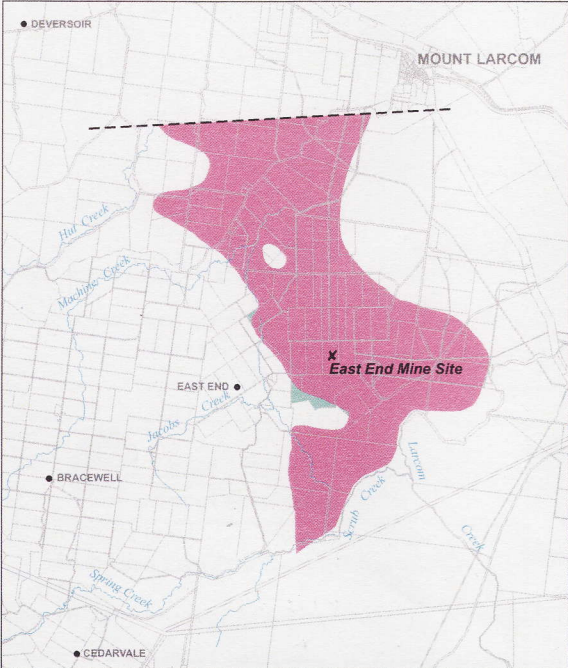 DEVERSOIR
MOUNT LARCOM
Hut Creek
Machine Creek
East End Mine Site
EAST END
Jacobs Creek
Larcom Creek
BRACEWELL
Scrub Creek
Spring Creek
CEDARVALE